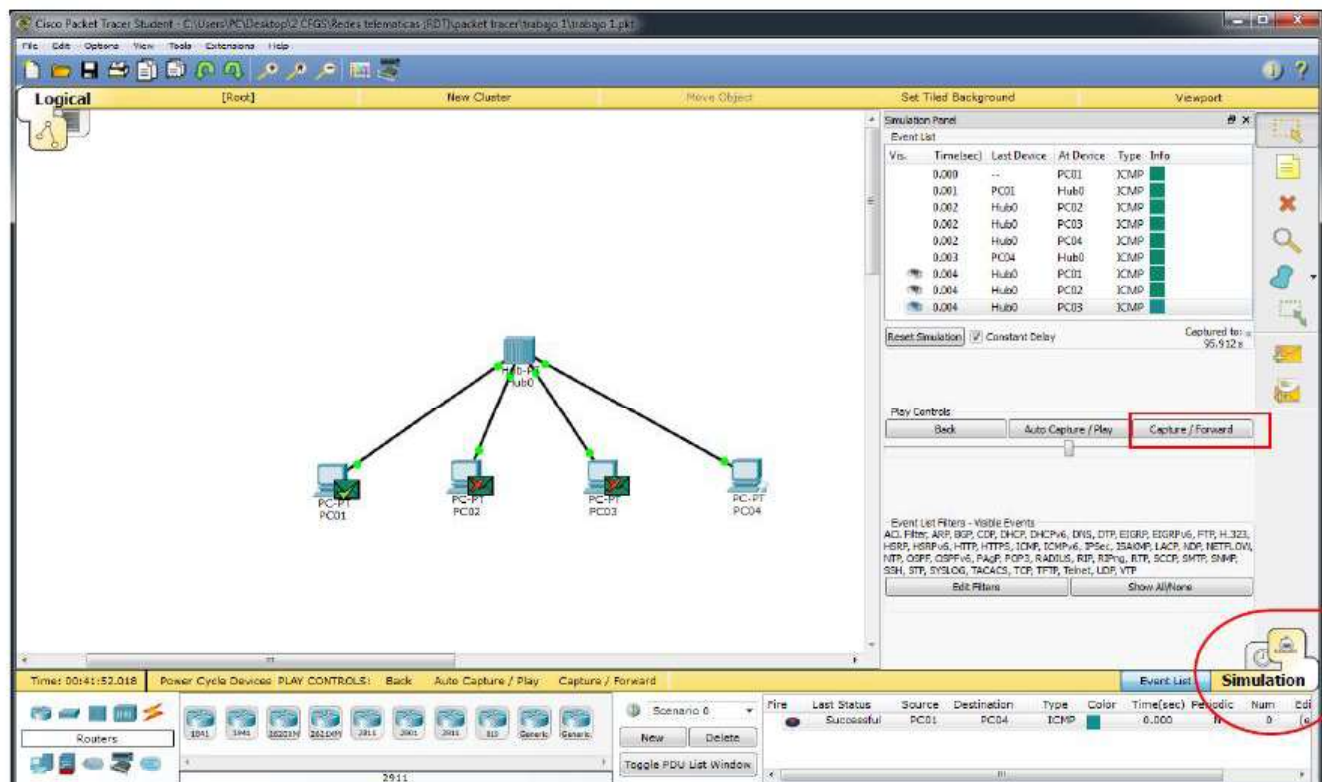 Cisco Packet Tracer Student - C:\Users\PC\Desktop\2 CFGS\Redes telematicas (RDT)\packet tracer\trabajo 1\trabajo 1.pkt
File Edit Options View Tools Extensions Help
Logical [Root] New Cluster Move Object Set Tiled Background Viewport
Simulation Panel
Event List
Vis. Time(sec) Last Device At Device Type Info
0.000 -- PC01 ICMP
0.001 PC01 Hub0 ICMP
0.002 Hub0 PC02 ICMP
0.002 Hub0 PC03 ICMP
0.002 Hub0 PC04 ICMP
0.003 PC04 Hub0 ICMP
0.004 Hub0 PC01 ICMP
0.004 Hub0 PC02 ICMP
0.004 Hub0 PC03 ICMP
Reset Simulation Constant Delay Captured to:
95.912 s
Hub-PT
Hub0
Play Controls
Back Auto Capture / Play Capture / Forward
PC-PT
PC01
PC-PT
PC02
PC-PT
PC03
PC-PT
PC04
Event List Filters - Visible Events
ACL Filter, ARP, BGP, CDP, DHCP, DHCPv6, DNS, DTP, EIGRP, EIGRPv6, FTP, H.323,
HSRP, HSRPv6, HTTP, HTTPS, ICMP, ICMPv6, IPSec, ISAKMP, LACP, NDP, NETFLOW,
NTP, OSPF, OSPFv6, PAgP, POP3, RADIUS, RIP, RIPng, RTP, SCCP, SMTP, SNMP,
SSH, STP, SYSLOG, TACACS, TCP, TFTP, Telnet, UDP, VTP
Edit Filters Show All/None
Time: 00:41:52.018 Power Cycle Devices PLAY CONTROLS: Back Auto Capture / Play Capture / Forward Event List Simulation
Routers
1841 1941 2620XM 2621XM 2811 2901 2911 819 Generic Generic
2911
Scenario 0
New Delete
Toggle PDU List Window
Fire Last Status Source Destination Type Color Time(sec) Periodic Num Edi
Successful PC01 PC04 ICMP 0.000 N 0 (e